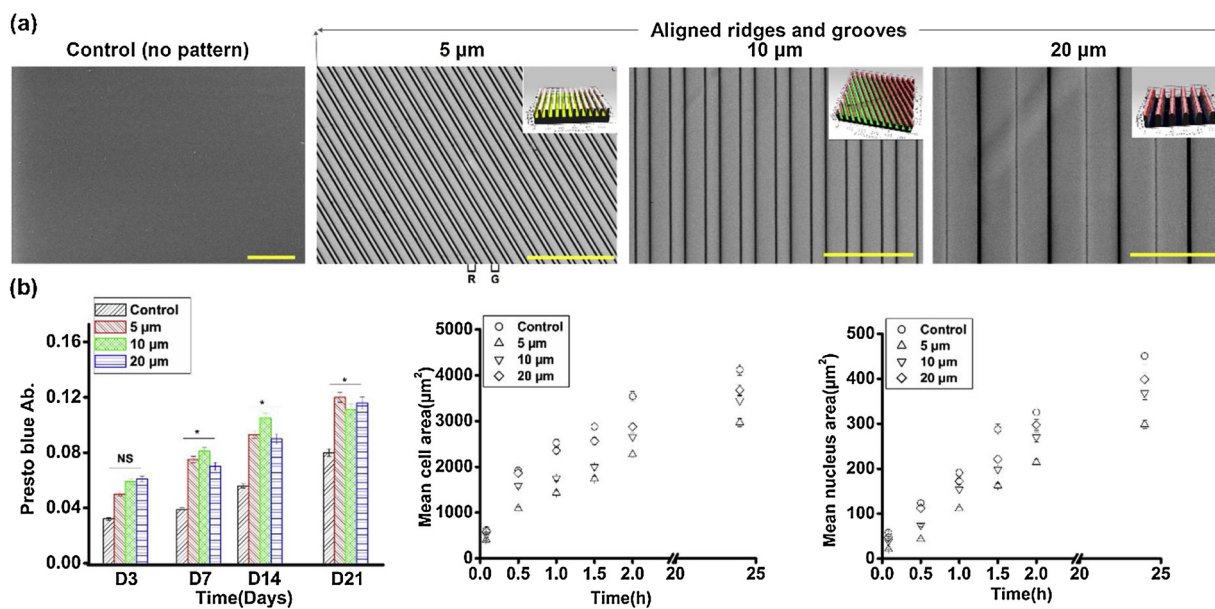 (a)
Aligned ridges and grooves
Control (no pattern)
5 µm
10 µm
20 µm
R
G
(b)
Control
5 µm
10 µm
20 µm
0.16
0.12
0.08
0.04
0.00
Presto blue Ab.
NS
*
*
*
D3
D7
D14
D21
Time(Days)
Control
5 µm
10 µm
20 µm
5000
4000
3000
2000
1000
0
Mean cell area(µm²)
0.0
0.5
1.0
1.5
2.0
20
25
Time(h)
Control
5 µm
10 µm
20 µm
500
400
300
200
100
0
Mean nucleus area(µm²)
0.0
0.5
1.0
1.5
2.0
20
25
Time(h)